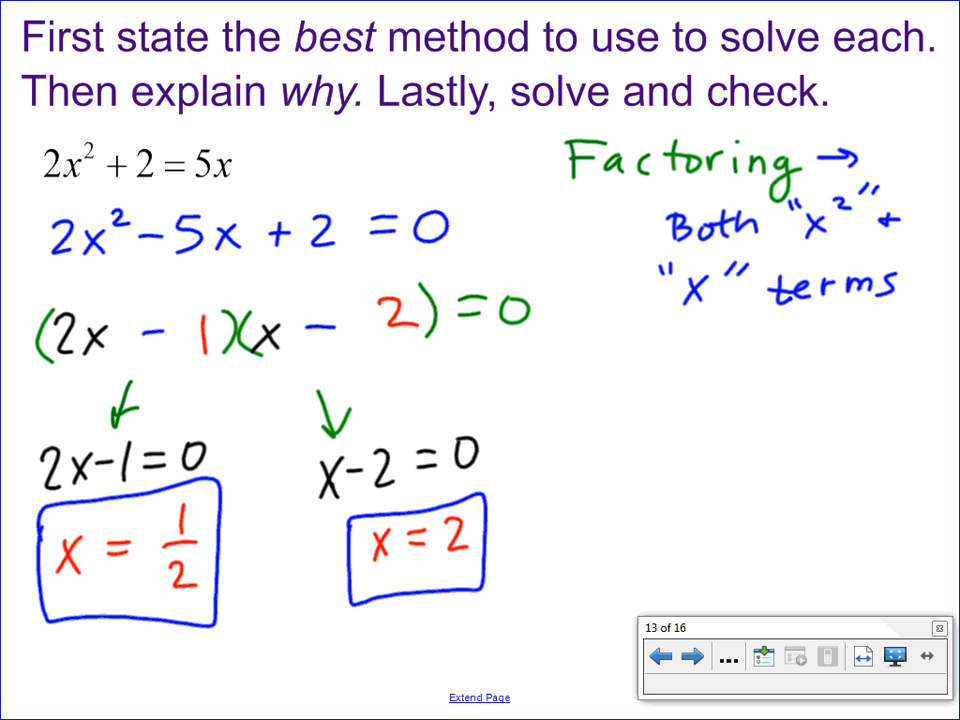 First state the best method to use to solve each.
Then explain why. Lastly, solve and check.
2x² + 2 = 5x
Factoring →
Both "x²" +
"x" terms
2x² - 5x + 2 = 0
(2x - 1)(x - 2) = 0
2x-1=0
x-2=0
x = 1/2
x = 2
13 of 16
...
Extend Page